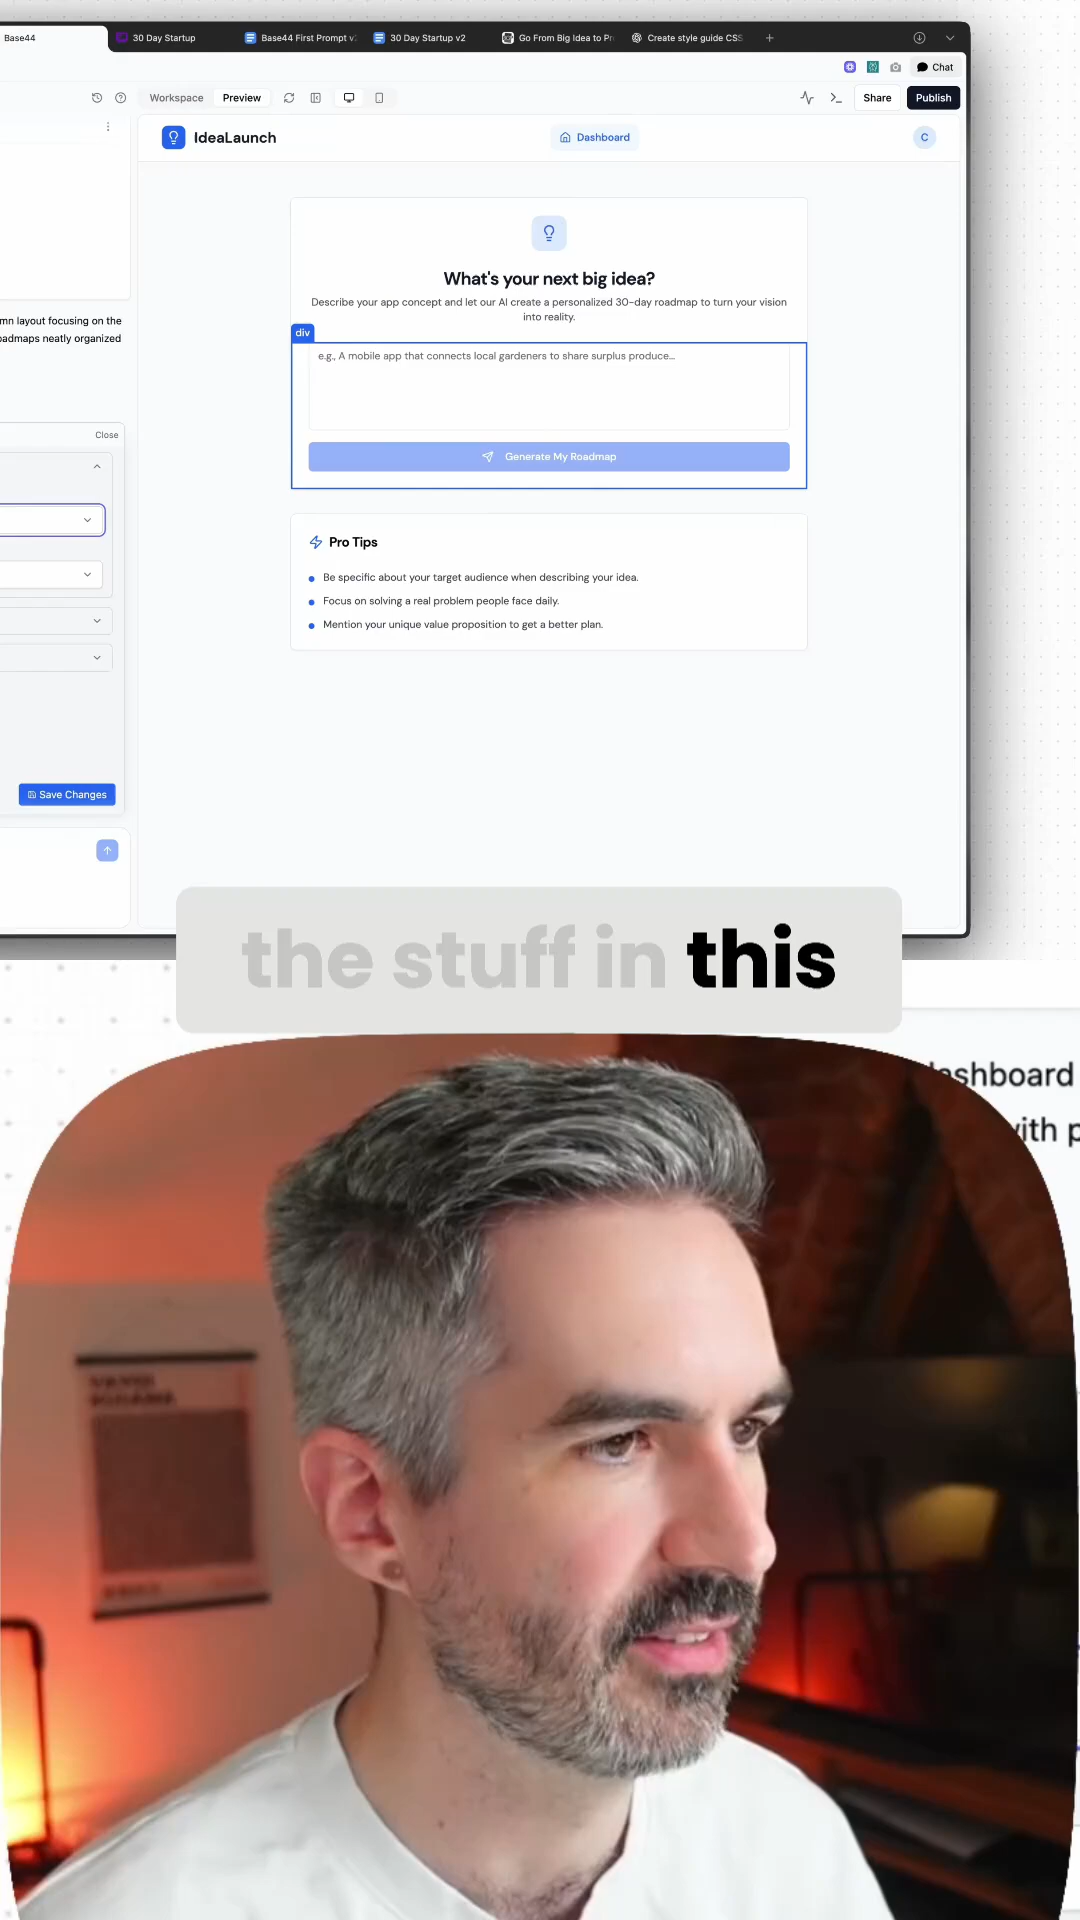 Base44
30 Day Startup
Base44 First Prompt v
30 Day Startup v2
Go From Big Idea to Pr
Create style guide CSS
Chat
Workspace
Preview
Share
Publish
IdeaLaunch
Dashboard
C
What's your next big idea?
Describe your app concept and let our AI create a personalized 30-day roadmap to turn your vision
into reality.
div
e.g., A mobile app that connects local gardeners to share surplus produce...
Generate My Roadmap
Pro Tips
Be specific about your target audience when describing your idea.
Focus on solving a real problem people face daily.
Mention your unique value proposition to get a better plan.
mn layout focusing on the
oadmaps neatly organized
Close
Save Changes
the stuff in this
ashboard
with p